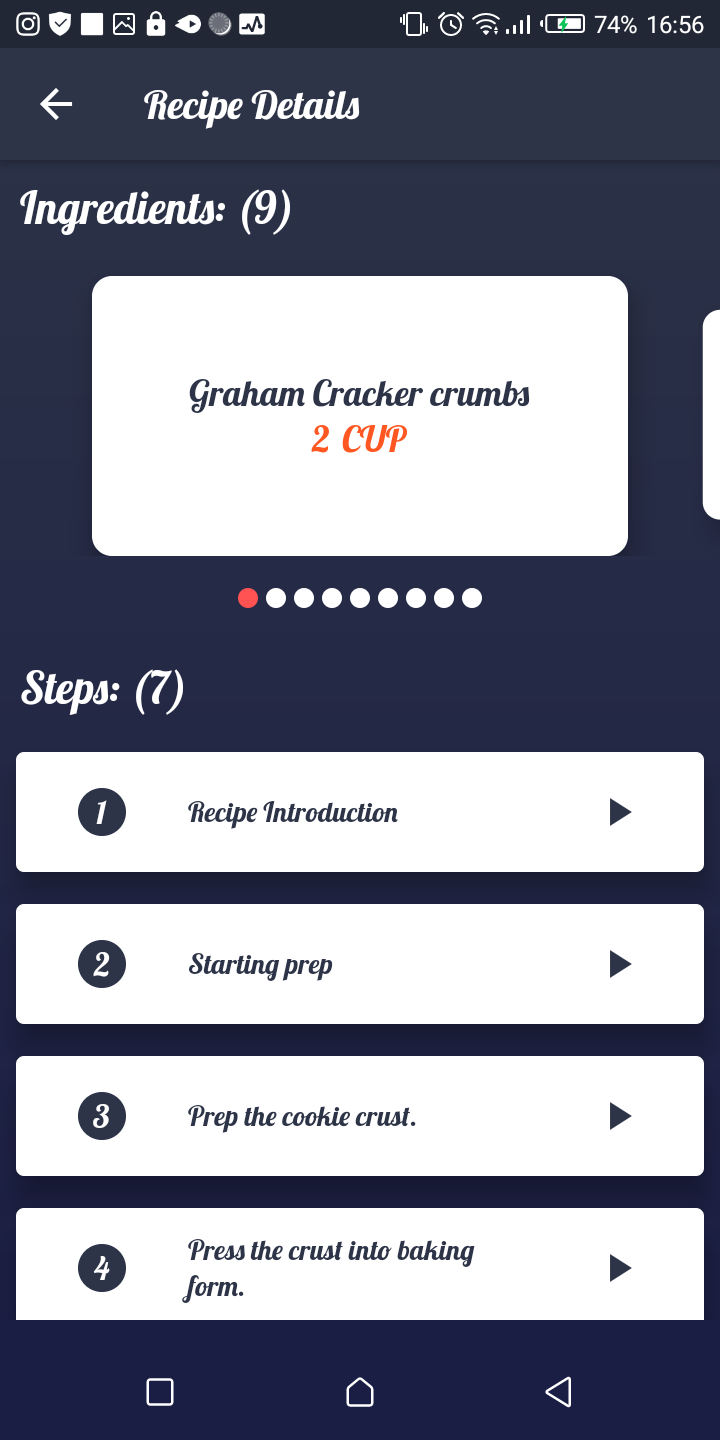 74% 16:56
Recipe Details
Ingredients: (9)
Graham Cracker crumbs
2 CUP
Steps: (7)
1 Recipe Introduction
2 Starting prep
3 Prep the cookie crust.
4 Press the crust into baking
form.